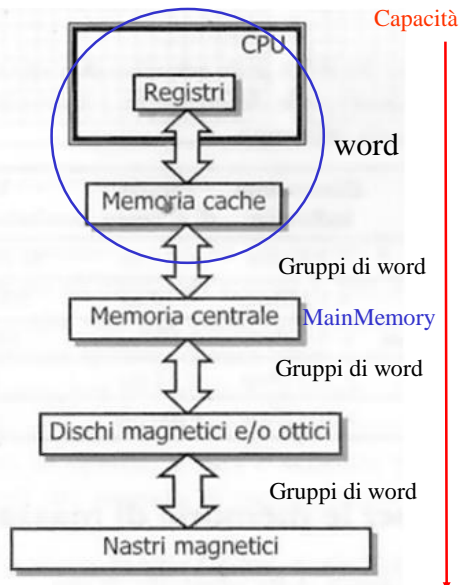 Capacità
CPU
Registri
word
Memoria cache
Gruppi di word
Memoria centrale
MainMemory
Gruppi di word
Dischi magnetici e/o ottici
Gruppi di word
Nastri magnetici